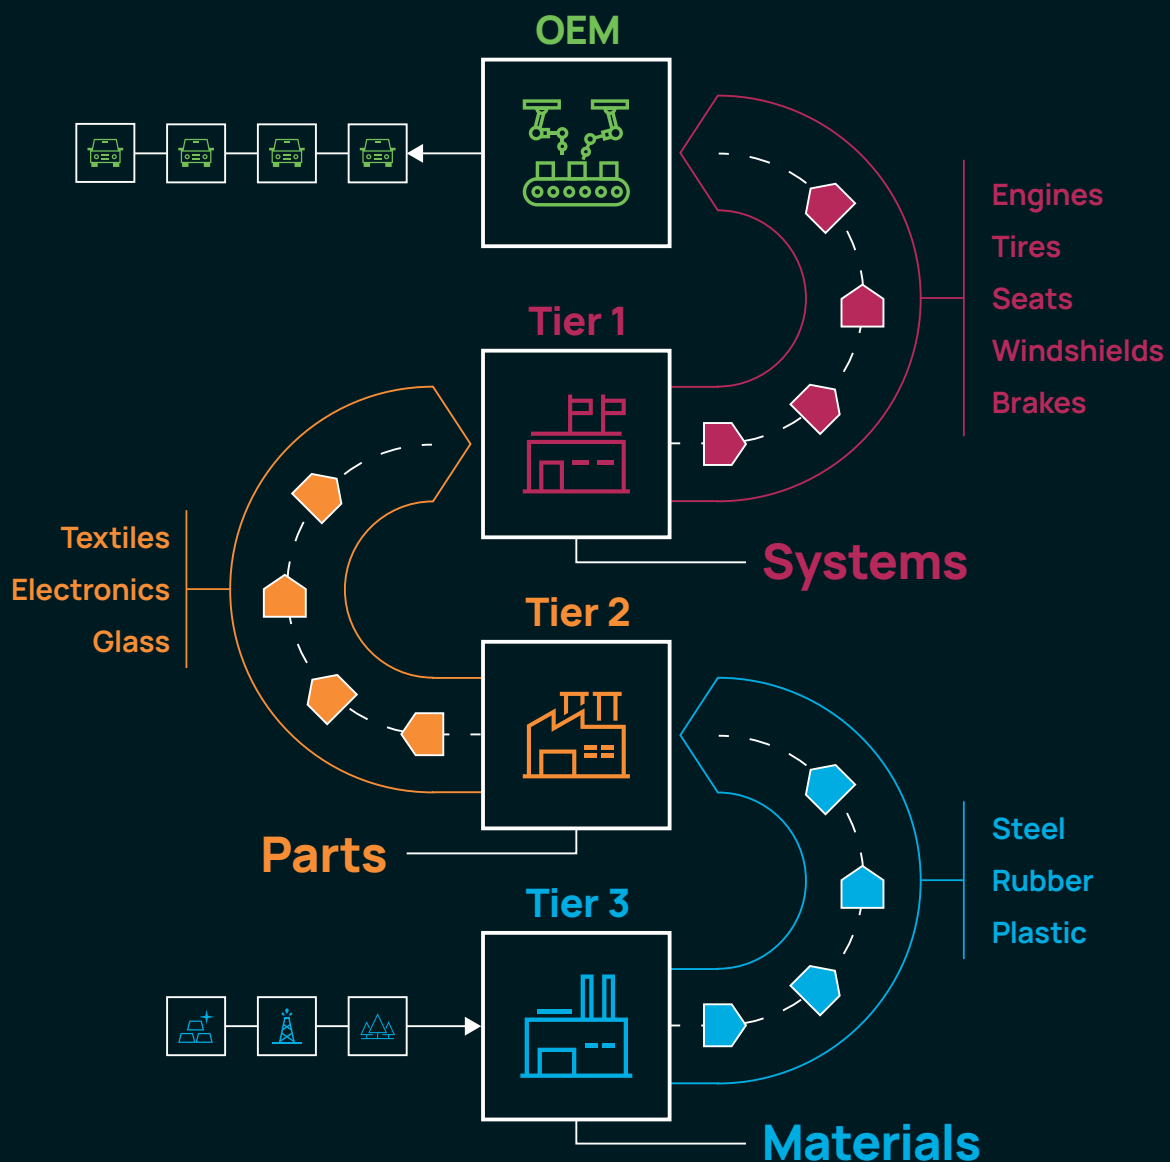 OEM
Engines
Tires
Seats
Windshields
Brakes
Tier 1
Systems
Textiles
Electronics
Glass
Tier 2
Parts
Steel
Rubber
Plastic
Tier 3
Materials